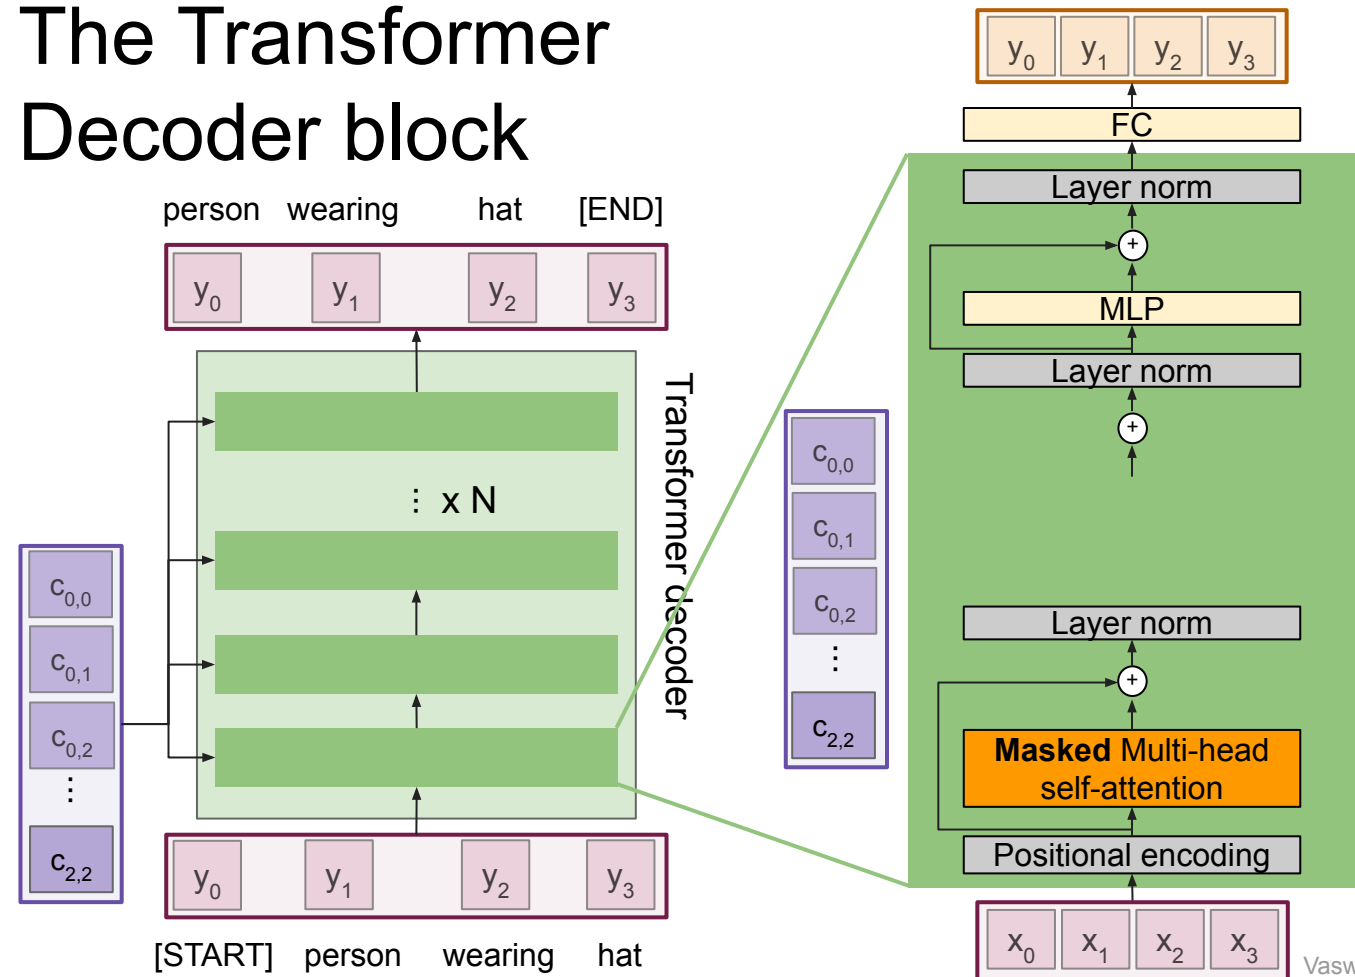 The Transformer
Decoder block
person wearing hat [END]
y0 y1 y2 y3
⋮ x N
Transformer decoder
c0,0
c0,1
c0,2
⋮
c2,2
y0 y1 y2 y3
[START] person wearing hat
y0 y1 y2 y3
FC
Layer norm
+
MLP
Layer norm
+
c0,0
c0,1
c0,2
⋮
c2,2
Layer norm
+
Masked Multi-head
self-attention
Positional encoding
x0 x1 x2 x3